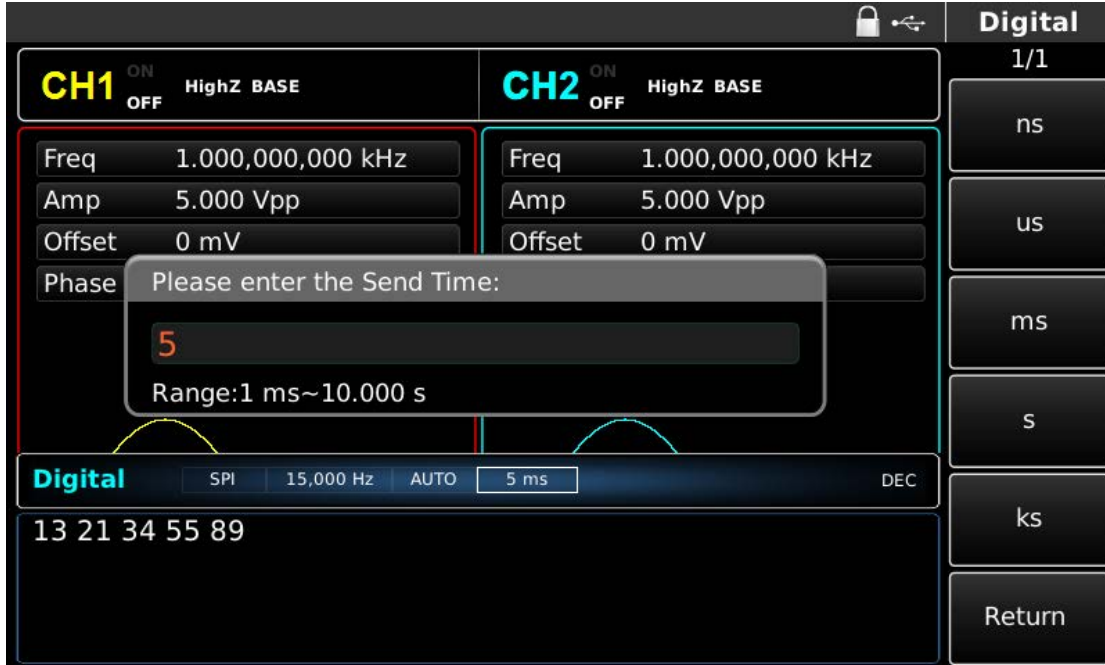 Digital
1/1
CH1 ON OFF HighZ BASE
CH2 ON OFF HighZ BASE
Freq 1.000,000,000 kHz
Amp 5.000 Vpp
Offset 0 mV
Phase
Freq 1.000,000,000 kHz
Amp 5.000 Vpp
Offset 0 mV
Please enter the Send Time:
5
Range:1 ms~10.000 s
Digital SPI 15,000 Hz AUTO 5 ms DEC
13 21 34 55 89
ns
us
ms
s
ks
Return